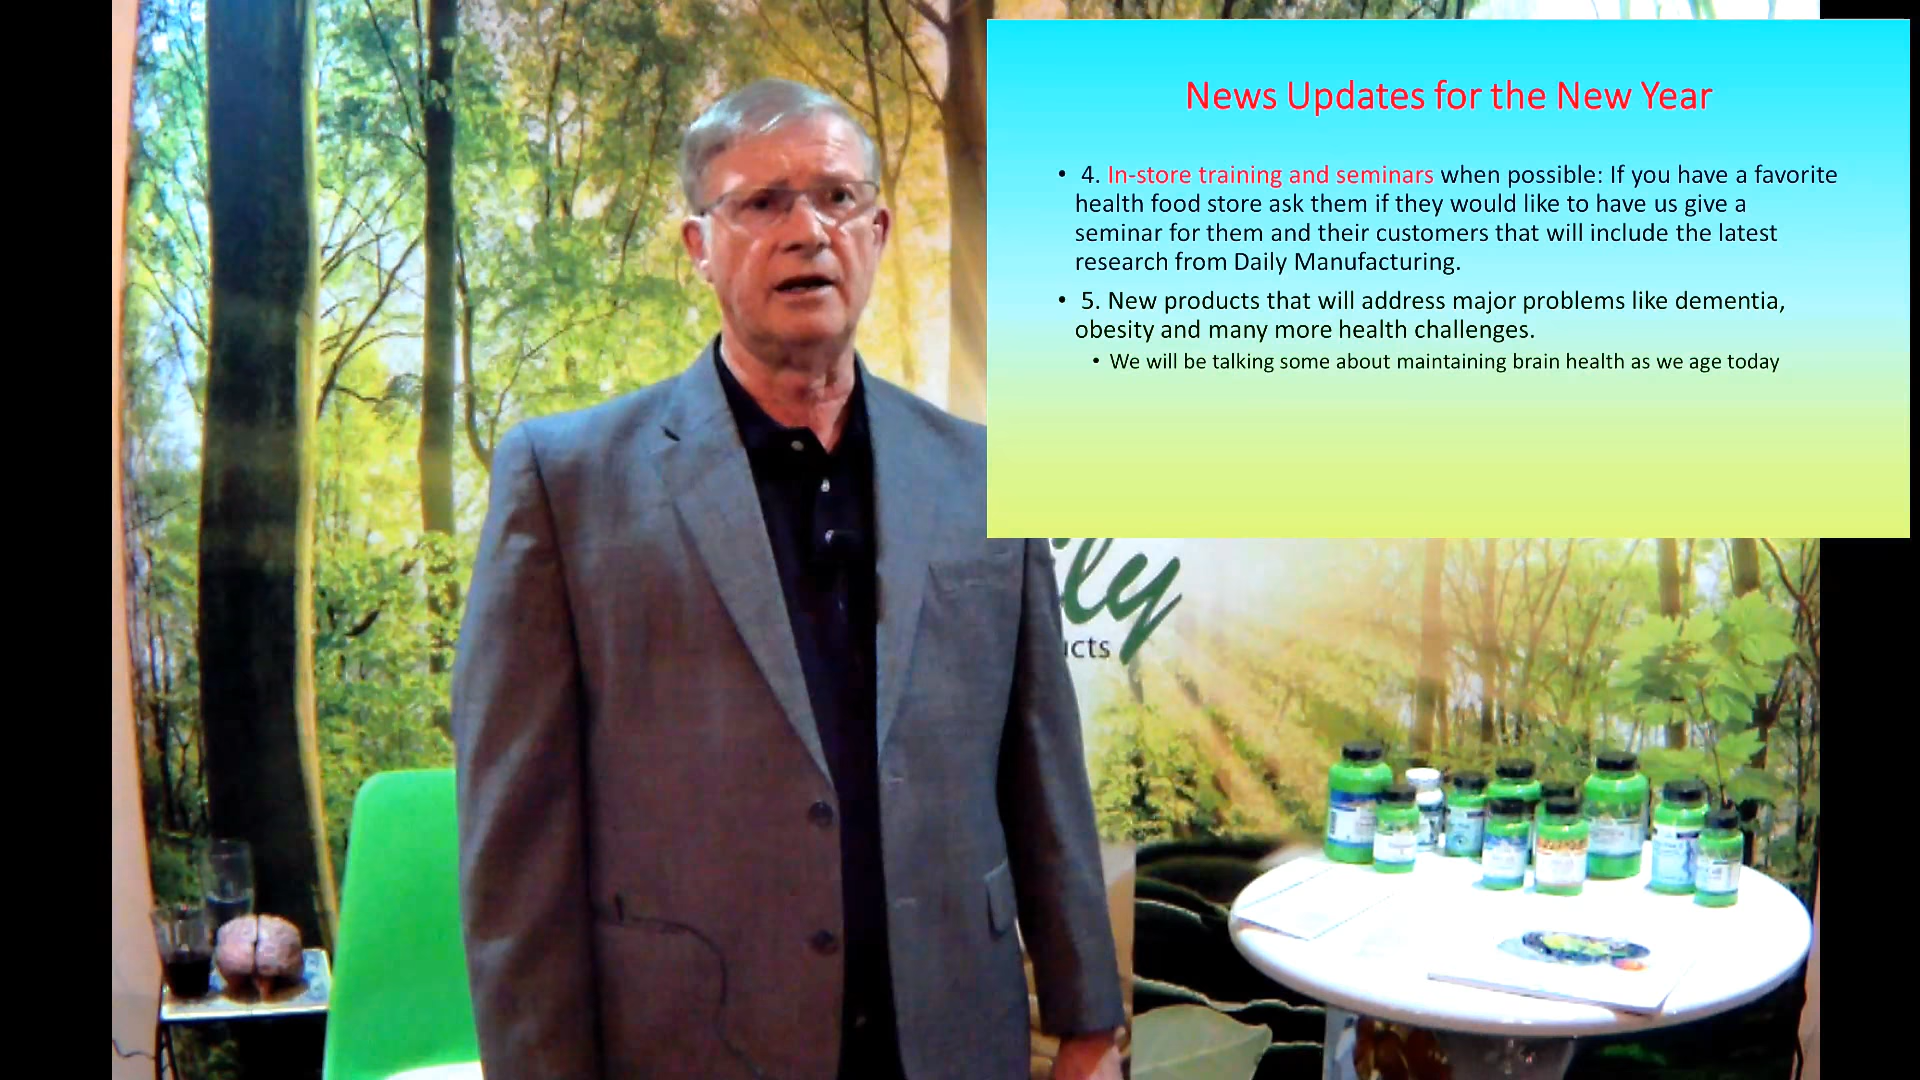 News Updates for the New Year
• 4. In-store training and seminars when possible: If you have a favorite
health food store ask them if they would like to have us give a
seminar for them and their customers that will include the latest
research from Daily Manufacturing.
• 5. New products that will address major problems like dementia,
obesity and many more health challenges.
• We will be talking some about maintaining brain health as we age today
ily
ucts